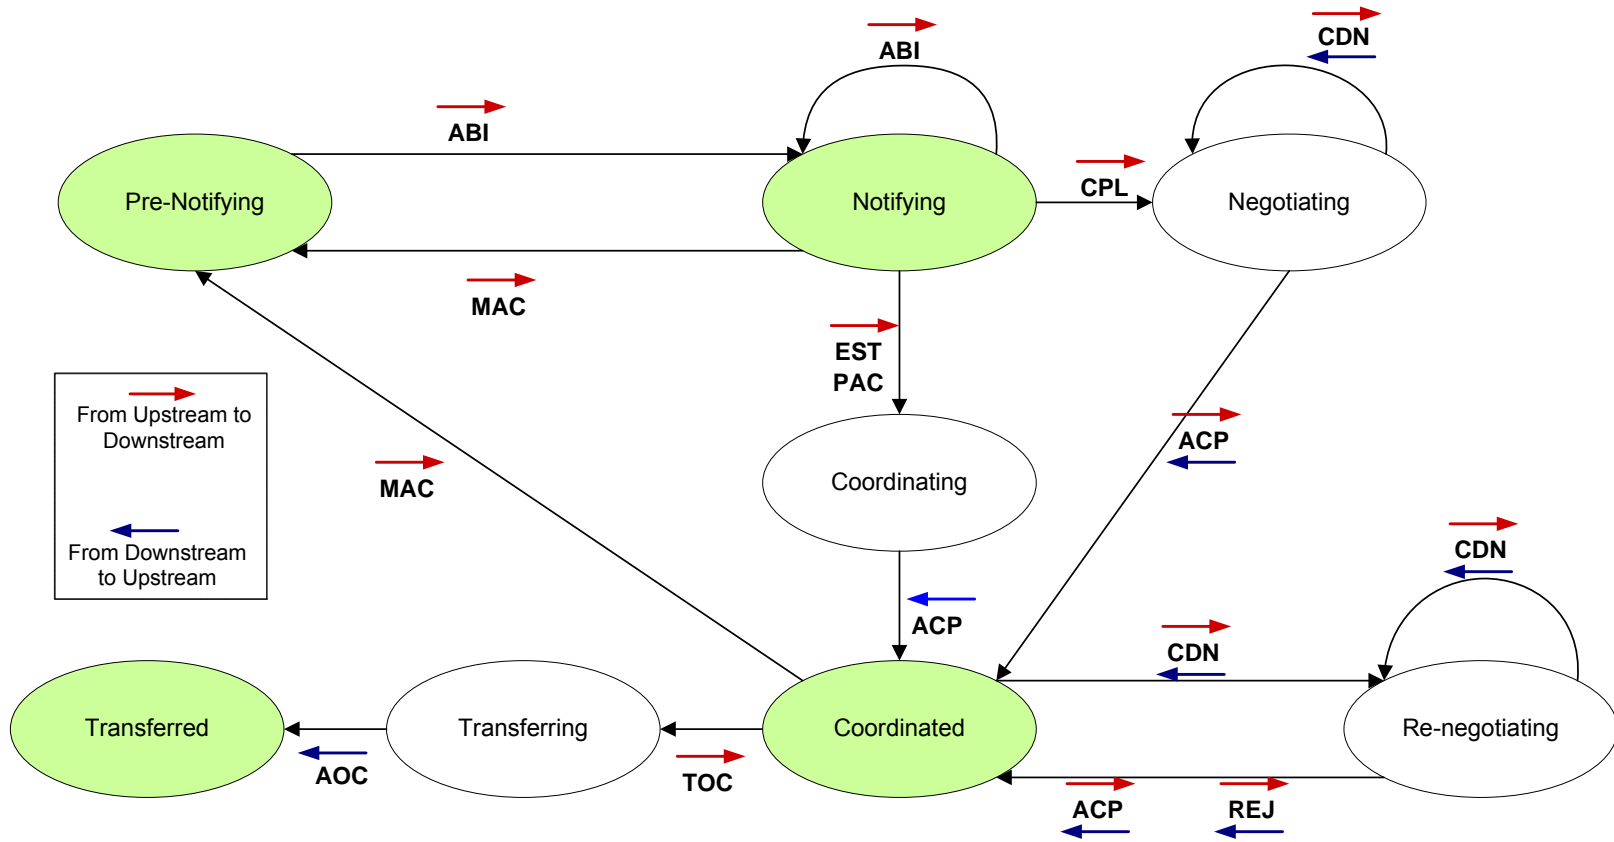 ABI
CDN
ABI
Pre-Notifying
Notifying
CPL
Negotiating
MAC
EST
PAC
From Upstream to
Downstream
From Downstream
to Upstream
MAC
Coordinating
ACP
CDN
ACP
CDN
Transferred
Transferring
Coordinated
Re-negotiating
AOC
TOC
ACP
REJ